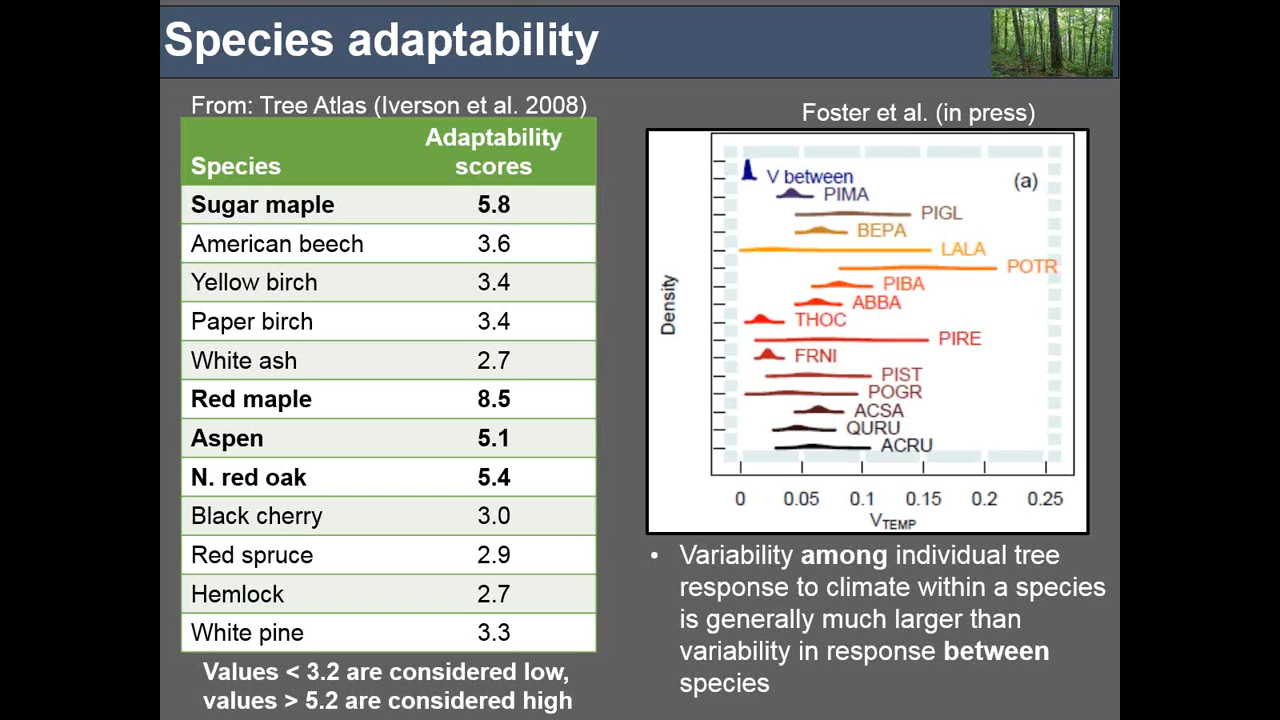 Species adaptability
From: Tree Atlas (Iverson et al. 2008)
Species
Adaptability
scores
Sugar maple 5.8
American beech 3.6
Yellow birch 3.4
Paper birch 3.4
White ash 2.7
Red maple 8.5
Aspen 5.1
N. red oak 5.4
Black cherry 3.0
Red spruce 2.9
Hemlock 2.7
White pine 3.3
Values < 3.2 are considered low,
values > 5.2 are considered high
Foster et al. (in press)
(a)
V between
PIMA
PIGL
BEPA
LALA
POTR
PIBA
ABBA
THOC
PIRE
FRNI
PIST
POGR
ACSA
QURU
ACRU
Density
0 0.05 0.1 0.15 0.2 0.25
VTEMP
• Variability among individual tree
response to climate within a species
is generally much larger than
variability in response between
species